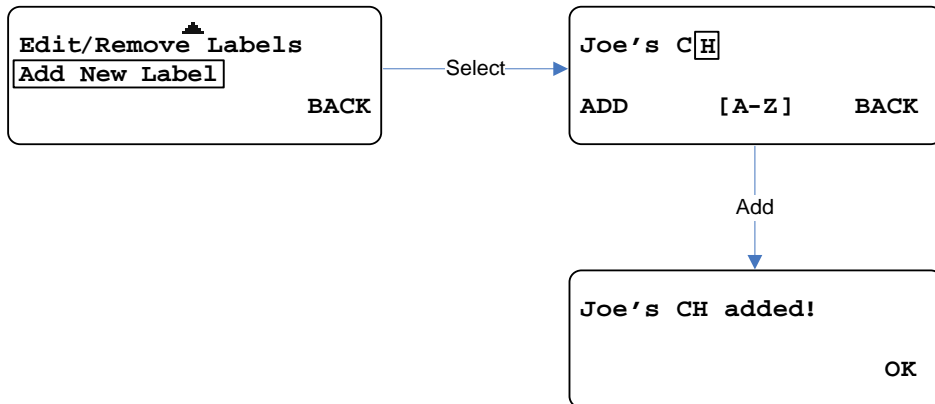 Edit/Remove Labels
Add New Label
BACK
Select
Joe's CH
ADD [A-Z] BACK
Add
Joe's CH added!
OK